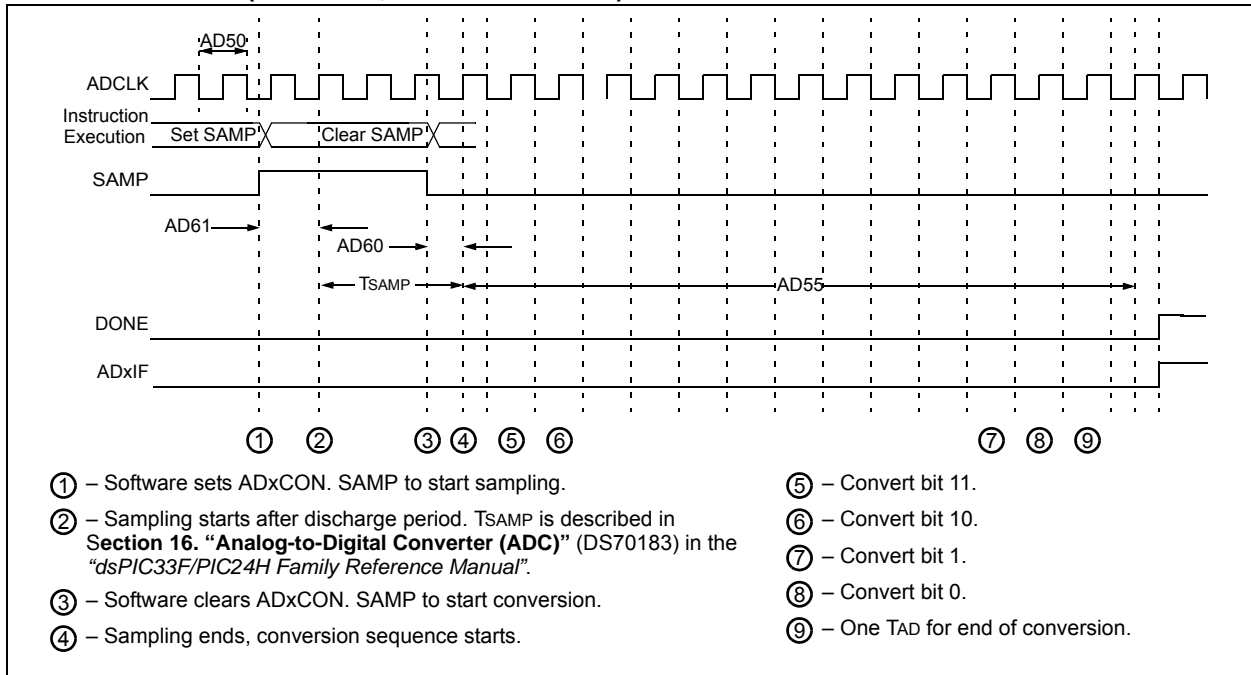 AD50
ADCLK
Instruction
Execution
Set SAMP
Clear SAMP
SAMP
AD61
AD60
TSAMP
AD55
DONE
ADxIF
1 2 3 4 5 6 7 8 9
1 – Software sets ADxCON. SAMP to start sampling.
2 – Sampling starts after discharge period. TSAMP is described in
Section 16. “Analog-to-Digital Converter (ADC)” (DS70183) in the
“dsPIC33F/PIC24H Family Reference Manual”.
3 – Software clears ADxCON. SAMP to start conversion.
4 – Sampling ends, conversion sequence starts.
5 – Convert bit 11.
6 – Convert bit 10.
7 – Convert bit 1.
8 – Convert bit 0.
9 – One TAD for end of conversion.